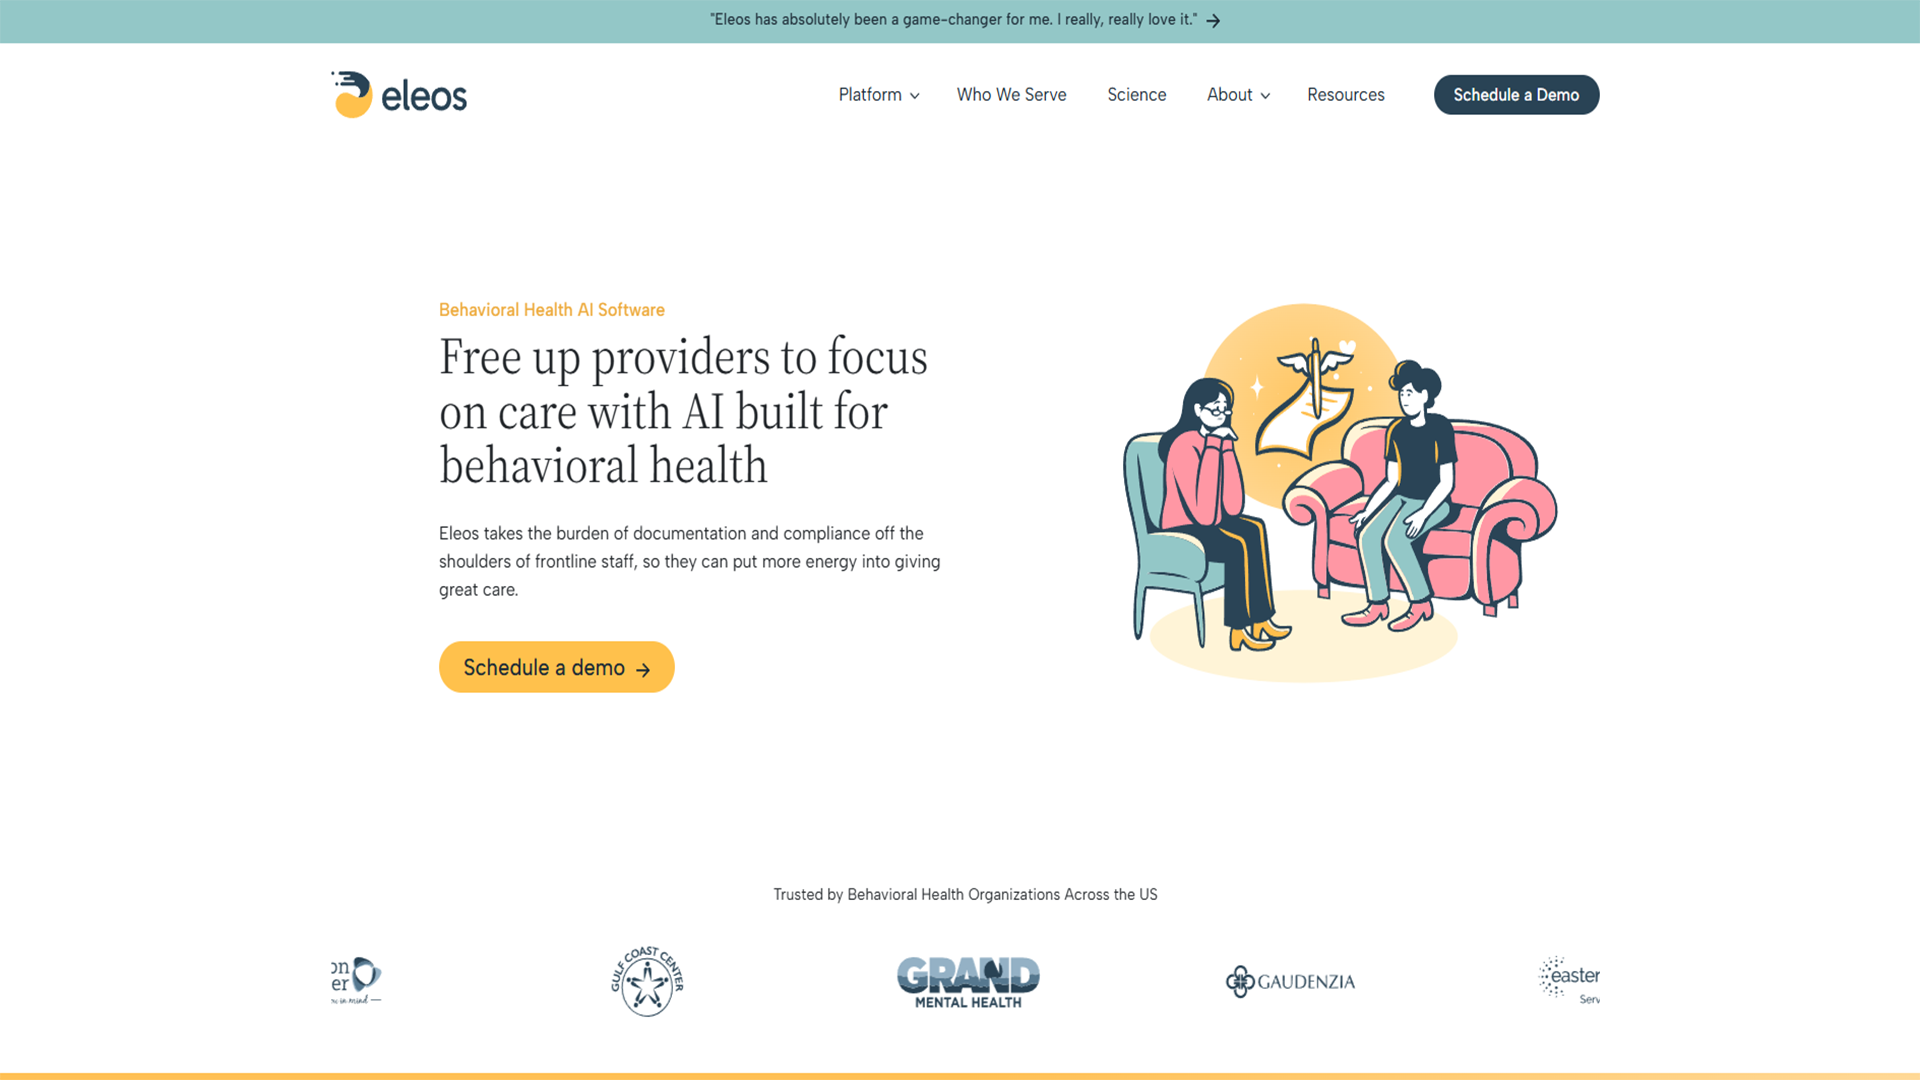 "Eleos has absolutely been a game-changer for me. I really, really love it." →
eleos
Platform
Who We Serve
Science
About
Resources
Schedule a Demo
Behavioral Health AI Software
Free up providers to focus
on care with AI built for
behavioral health
Eleos takes the burden of documentation and compliance off the
shoulders of frontline staff, so they can put more energy into giving
great care.
Schedule a demo →
Trusted by Behavioral Health Organizations Across the US
on
er
in mind —
GULF COAST CENTER
GRAND
MENTAL HEALTH
GAUDENZIA
easter
Serv